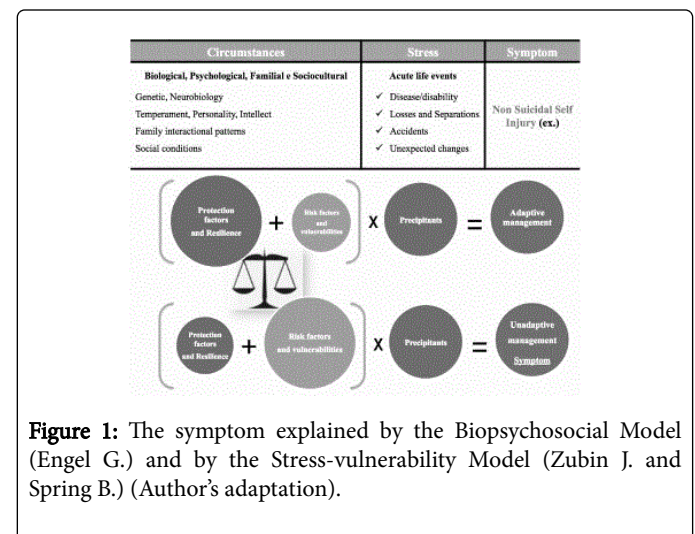 Circumstances Stress Symptom
Biological, Psychological, Familial e Sociocultural
Genetic, Neurobiology
Temperament, Personality, Intellect
Family interactional patterns
Social conditions
Acute life events
✓ Disease/disability
✓ Losses and Separations
✓ Accidents
✓ Unexpected changes
Non Suicidal Self
Injury (ex.)
Protection
factors
and Resilience
+
Risk factors
and
vulnerabilities
x
Precipitants
=
Adaptive
management
Protection
factors
and Resilience
+
Risk factors
and vulnerabilities
x
Precipitants
=
Unadaptive
management
Symptom
Figure 1: The symptom explained by the Biopsychosocial Model
(Engel G.) and by the Stress-vulnerability Model (Zubin J. and
Spring B.) (Author’s adaptation).